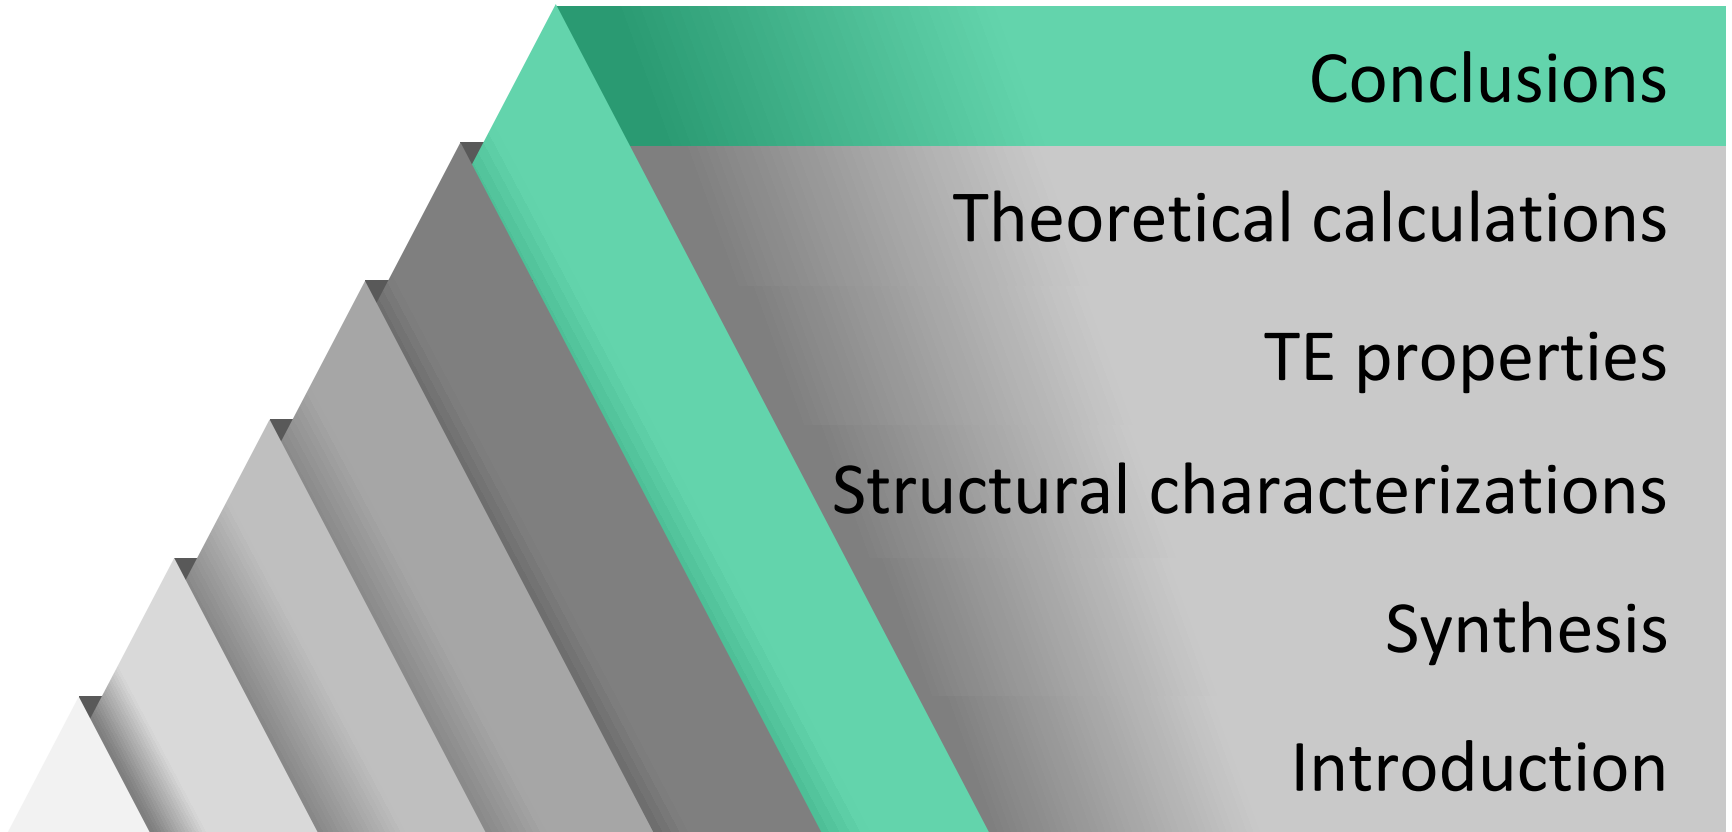 Conclusions
Theoretical calculations
TE properties
Structural characterizations
Synthesis
Introduction